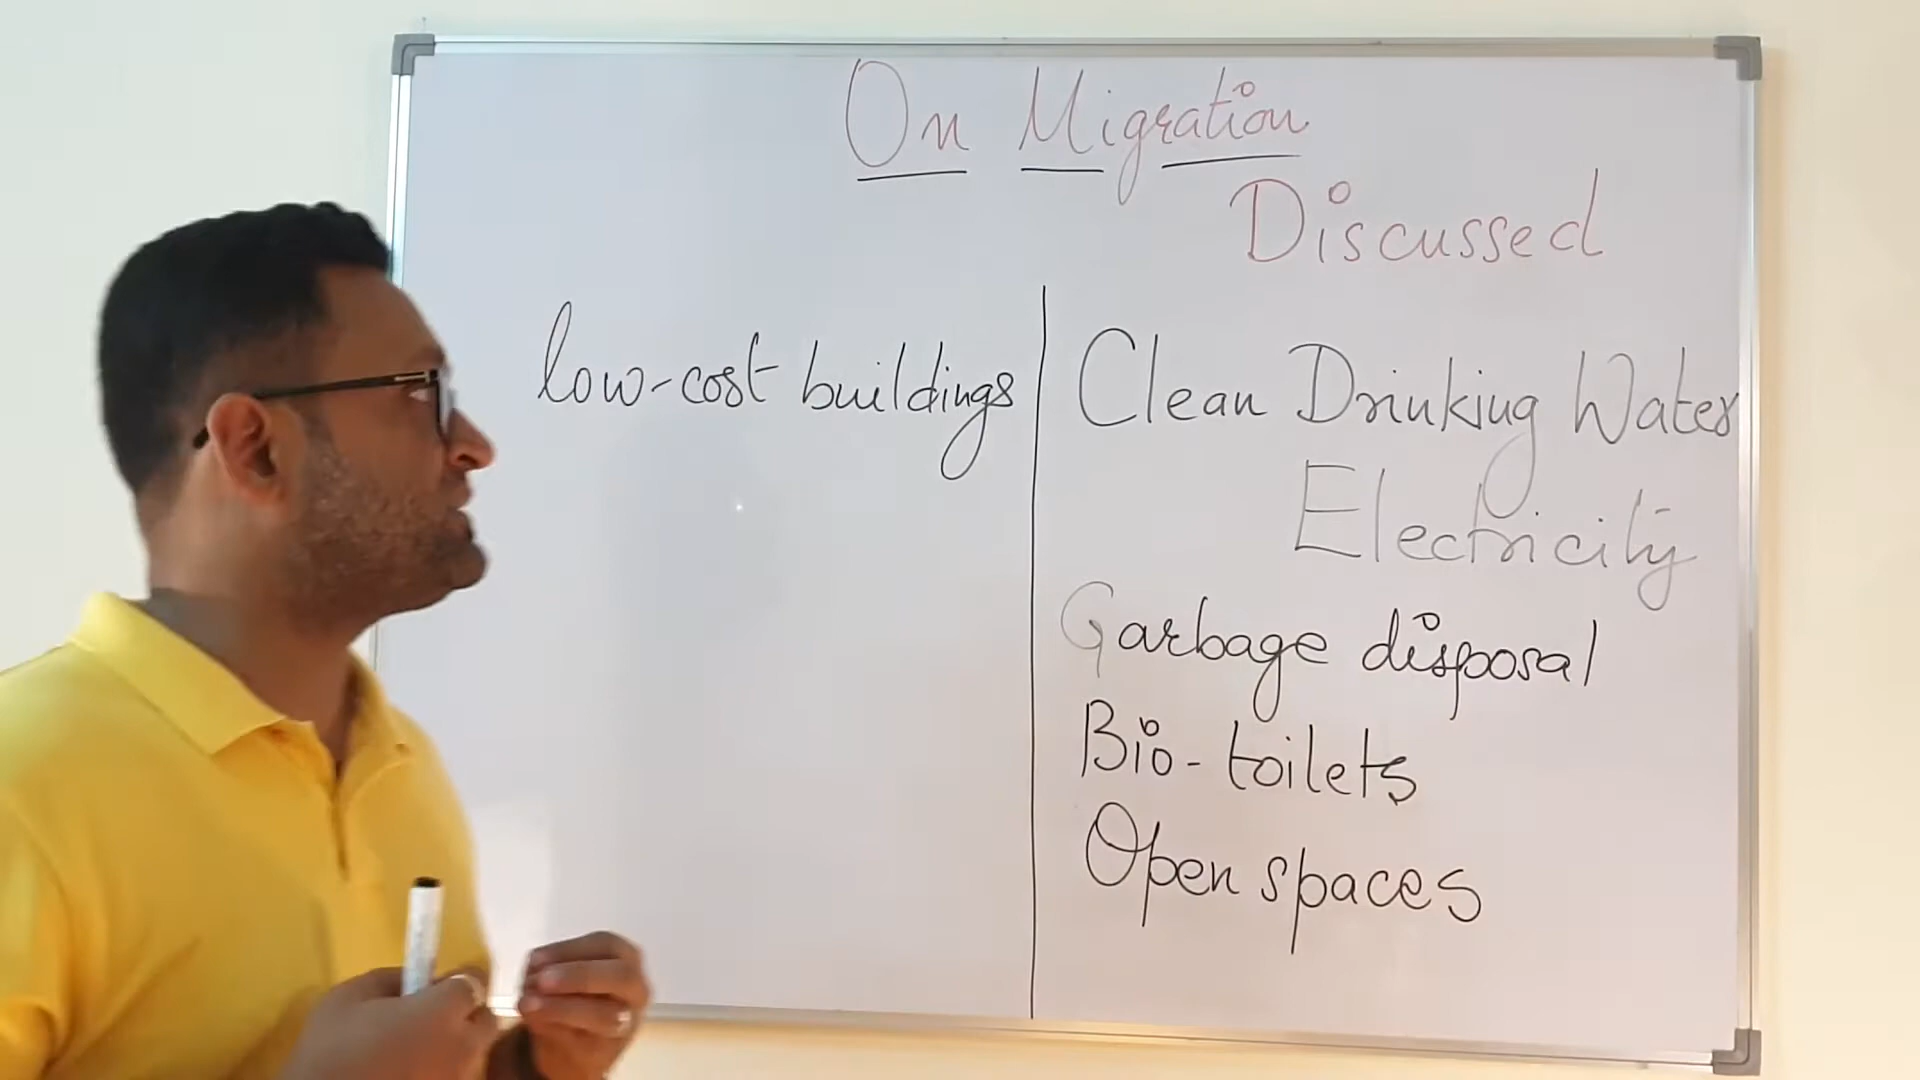 On Migration
Discussed
low-cost buildings
Clean Drinking Water
Electricity
Garbage disposal
Bio-toilets
Open spaces